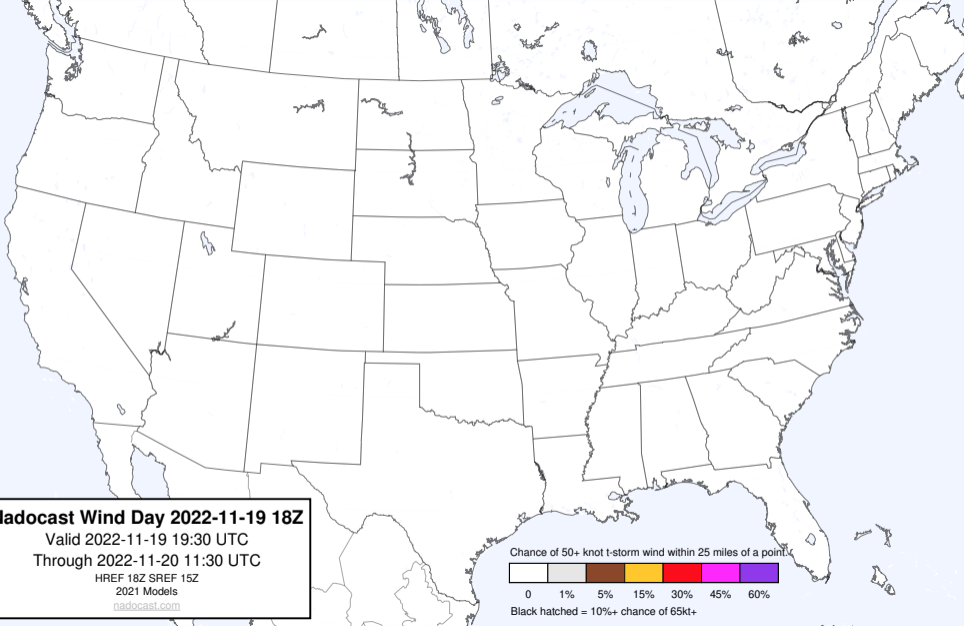 adocast Wind Day 2022-11-19 18Z
Valid 2022-11-19 19:30 UTC
Through 2022-11-20 11:30 UTC
HREF 18Z SREF 15Z
2021 Models
nadocast.com
Chance of 50+ knot t-storm wind within 25 miles of a point.
0 1% 5% 15% 30% 45% 60%
Black hatched = 10%+ chance of 65kt+